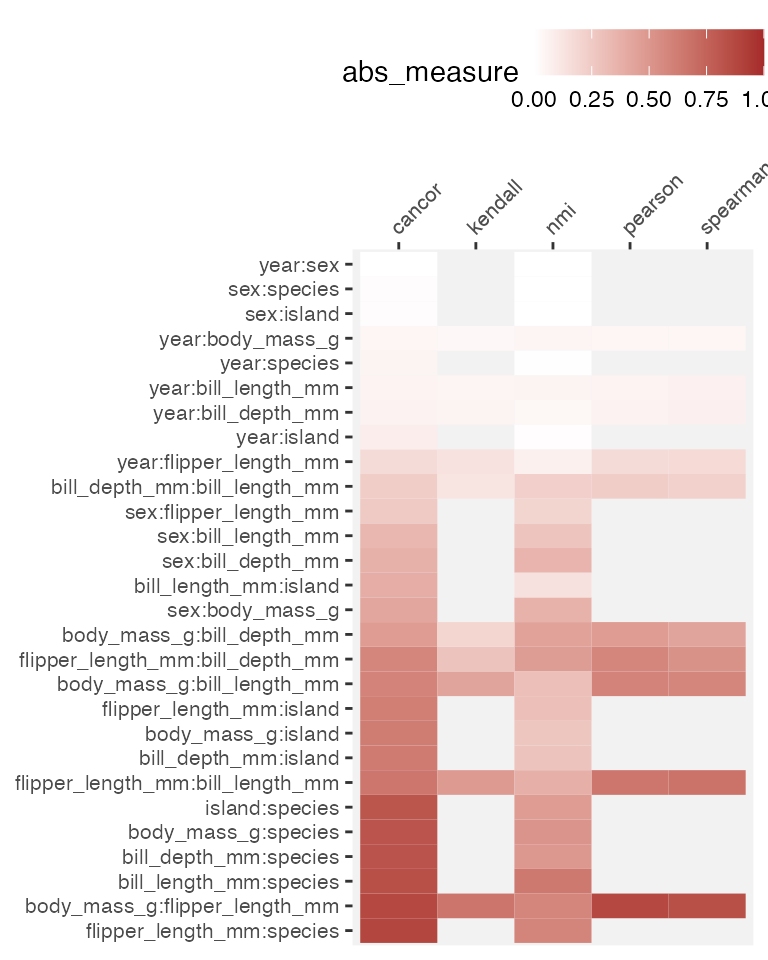 abs_measure
0.00 0.25 0.50 0.75 1.0
cancor kendall nmi pearson spearman
year:sex
sex:species
sex:island
year:body_mass_g
year:species
year:bill_length_mm
year:bill_depth_mm
year:island
year:flipper_length_mm
bill_depth_mm:bill_length_mm
sex:flipper_length_mm
sex:bill_length_mm
sex:bill_depth_mm
bill_length_mm:island
sex:body_mass_g
body_mass_g:bill_depth_mm
flipper_length_mm:bill_depth_mm
body_mass_g:bill_length_mm
flipper_length_mm:island
body_mass_g:island
bill_depth_mm:island
flipper_length_mm:bill_length_mm
island:species
body_mass_g:species
bill_depth_mm:species
bill_length_mm:species
body_mass_g:flipper_length_mm
flipper_length_mm:species